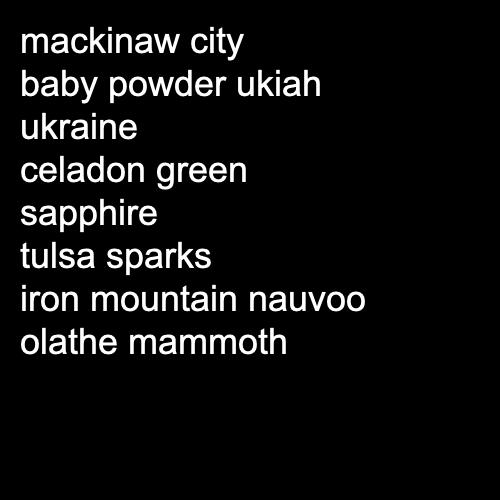 mackinaw city
baby powder ukiah
ukraine
celadon green
sapphire
tulsa sparks
iron mountain nauvoo
olathe mammoth